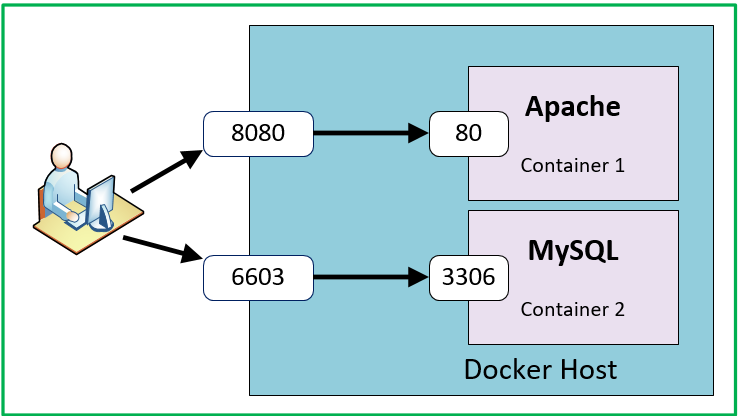 8080
80
Apache
Container 1
6603
3306
MySQL
Container 2
Docker Host